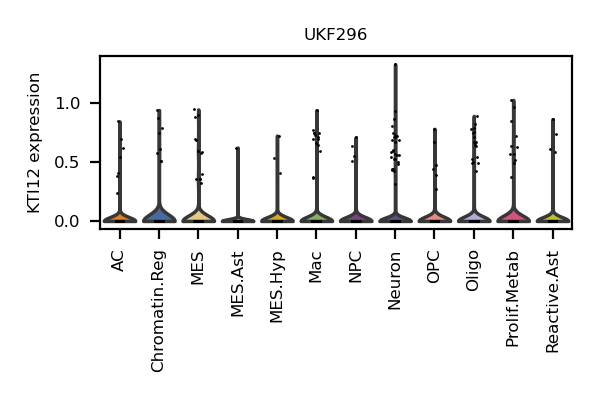 UKF296
KTI12 expression
1.0
0.5
0.0
AC
Chromatin.Reg
MES
MES.Ast
MES.Hyp
Mac
NPC
Neuron
OPC
Oligo
Prolif.Metab
Reactive.Ast